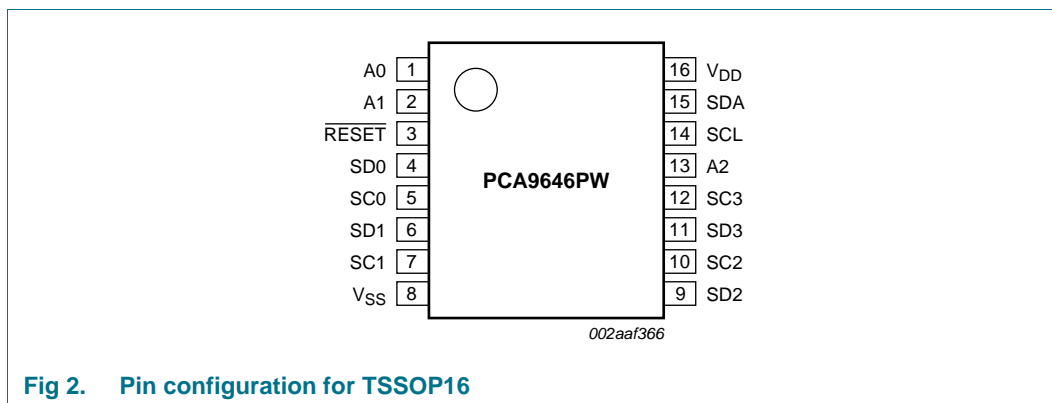 A0 1
A1 2
RESET 3
SD0 4
SC0 5
SD1 6
SC1 7
VSS 8
PCA9646PW
16 VDD
15 SDA
14 SCL
13 A2
12 SC3
11 SD3
10 SC2
9 SD2
002aaf366
Fig 2. Pin configuration for TSSOP16